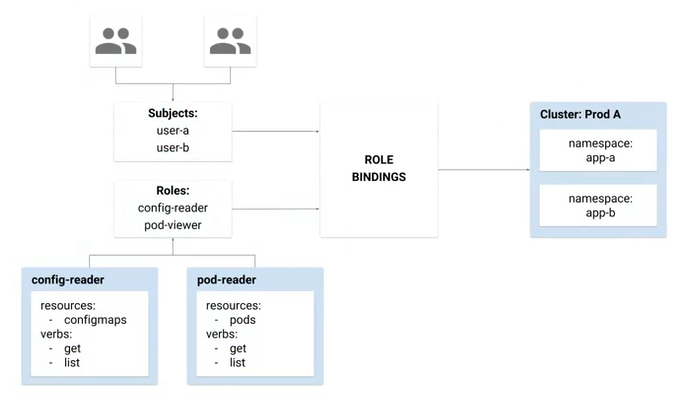 Subjects:
user-a
user-b
Roles:
config-reader
pod-viewer
ROLE
BINDINGS
Cluster: Prod A
namespace:
app-a
namespace:
app-b
config-reader
resources:
- configmaps
verbs:
- get
- list
pod-reader
resources:
- pods
verbs:
- get
- list